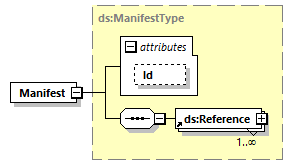 ds:ManifestType
attributes
Id
Manifest
ds:Reference
1..∞